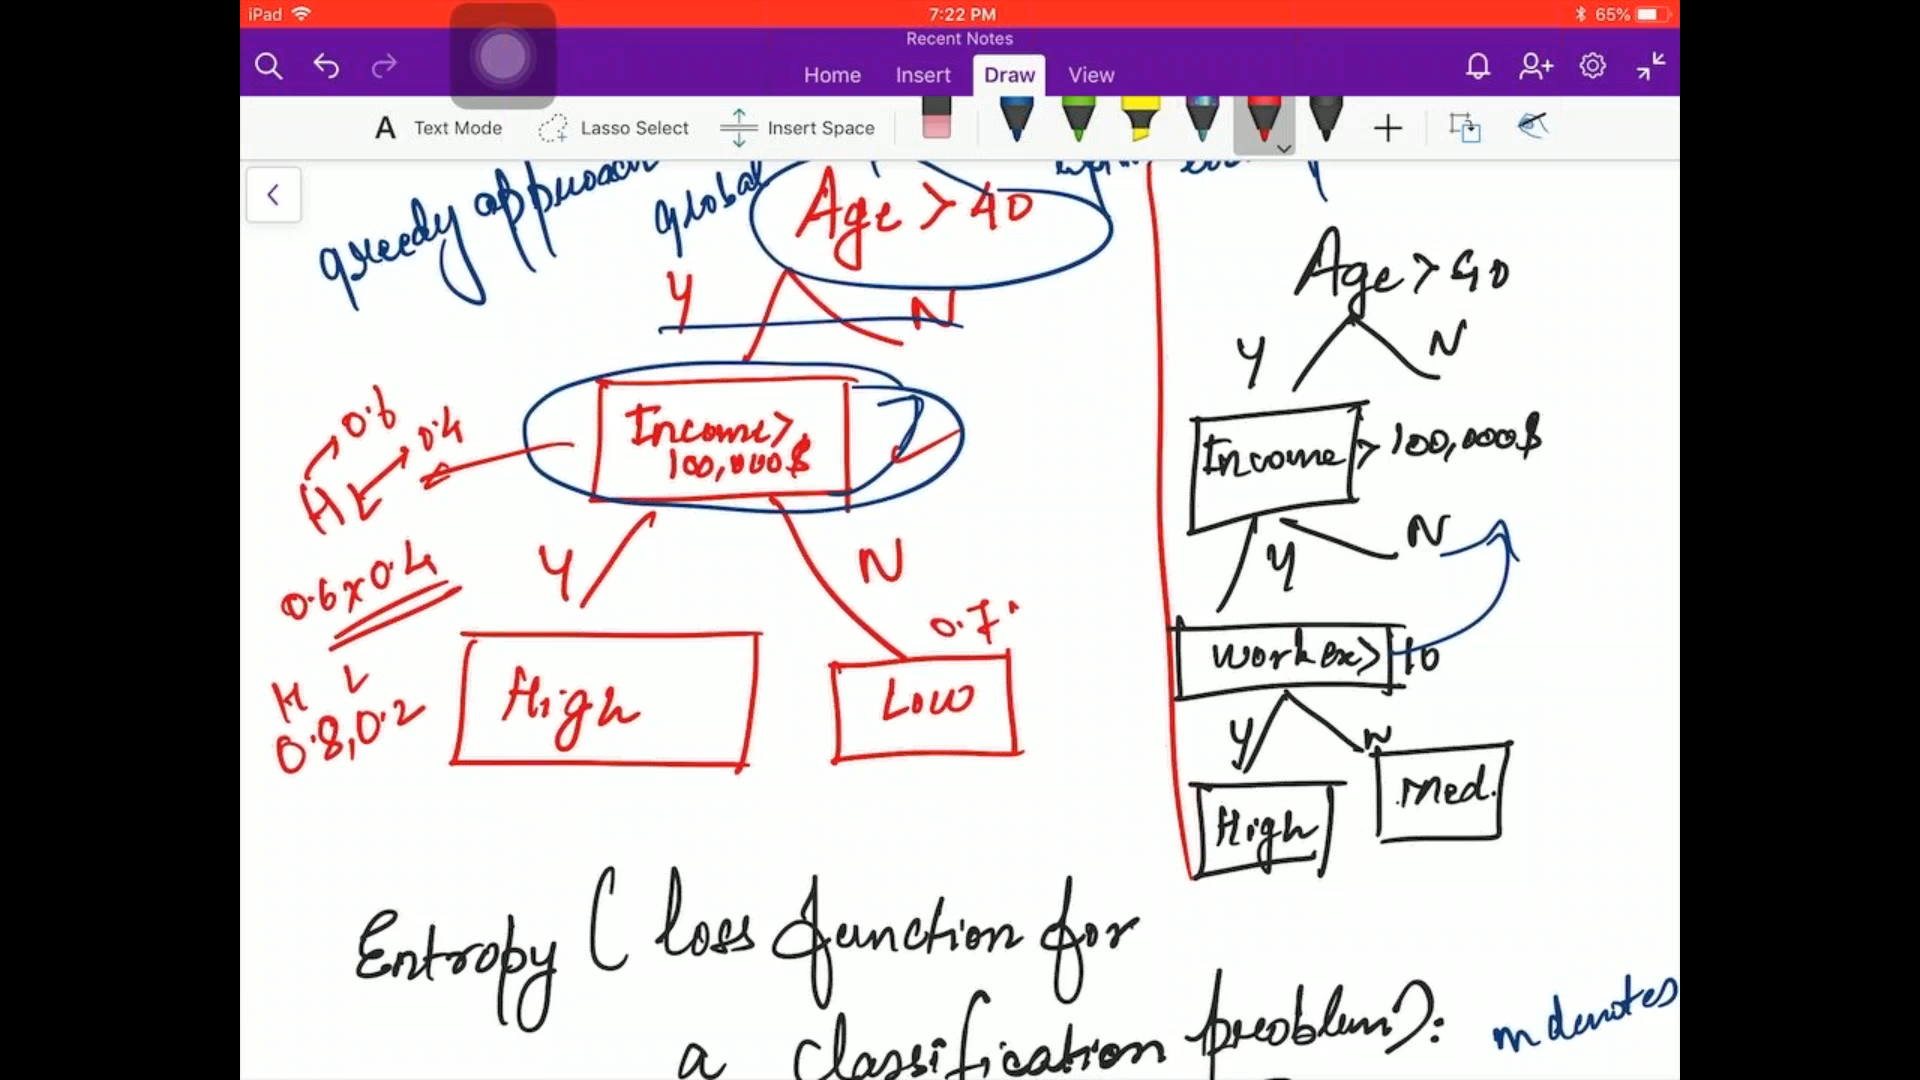 iPad
7:22 PM
65%
Recent Notes
Home Insert Draw View
A Text Mode Lasso Select Insert Space
greedy approach
global
Age > 40
Y N
Income >
100,000$
0.6
0.4
H L
0.6 x 0.4
H L
0.8, 0.2
Y N
0.7
High
Low
Age > 40
Y N
Income > 100,000$
Y N
Work ex > 10
Y N
High
Med.
Entropy ( loss function for
a classification problem):
m denotes